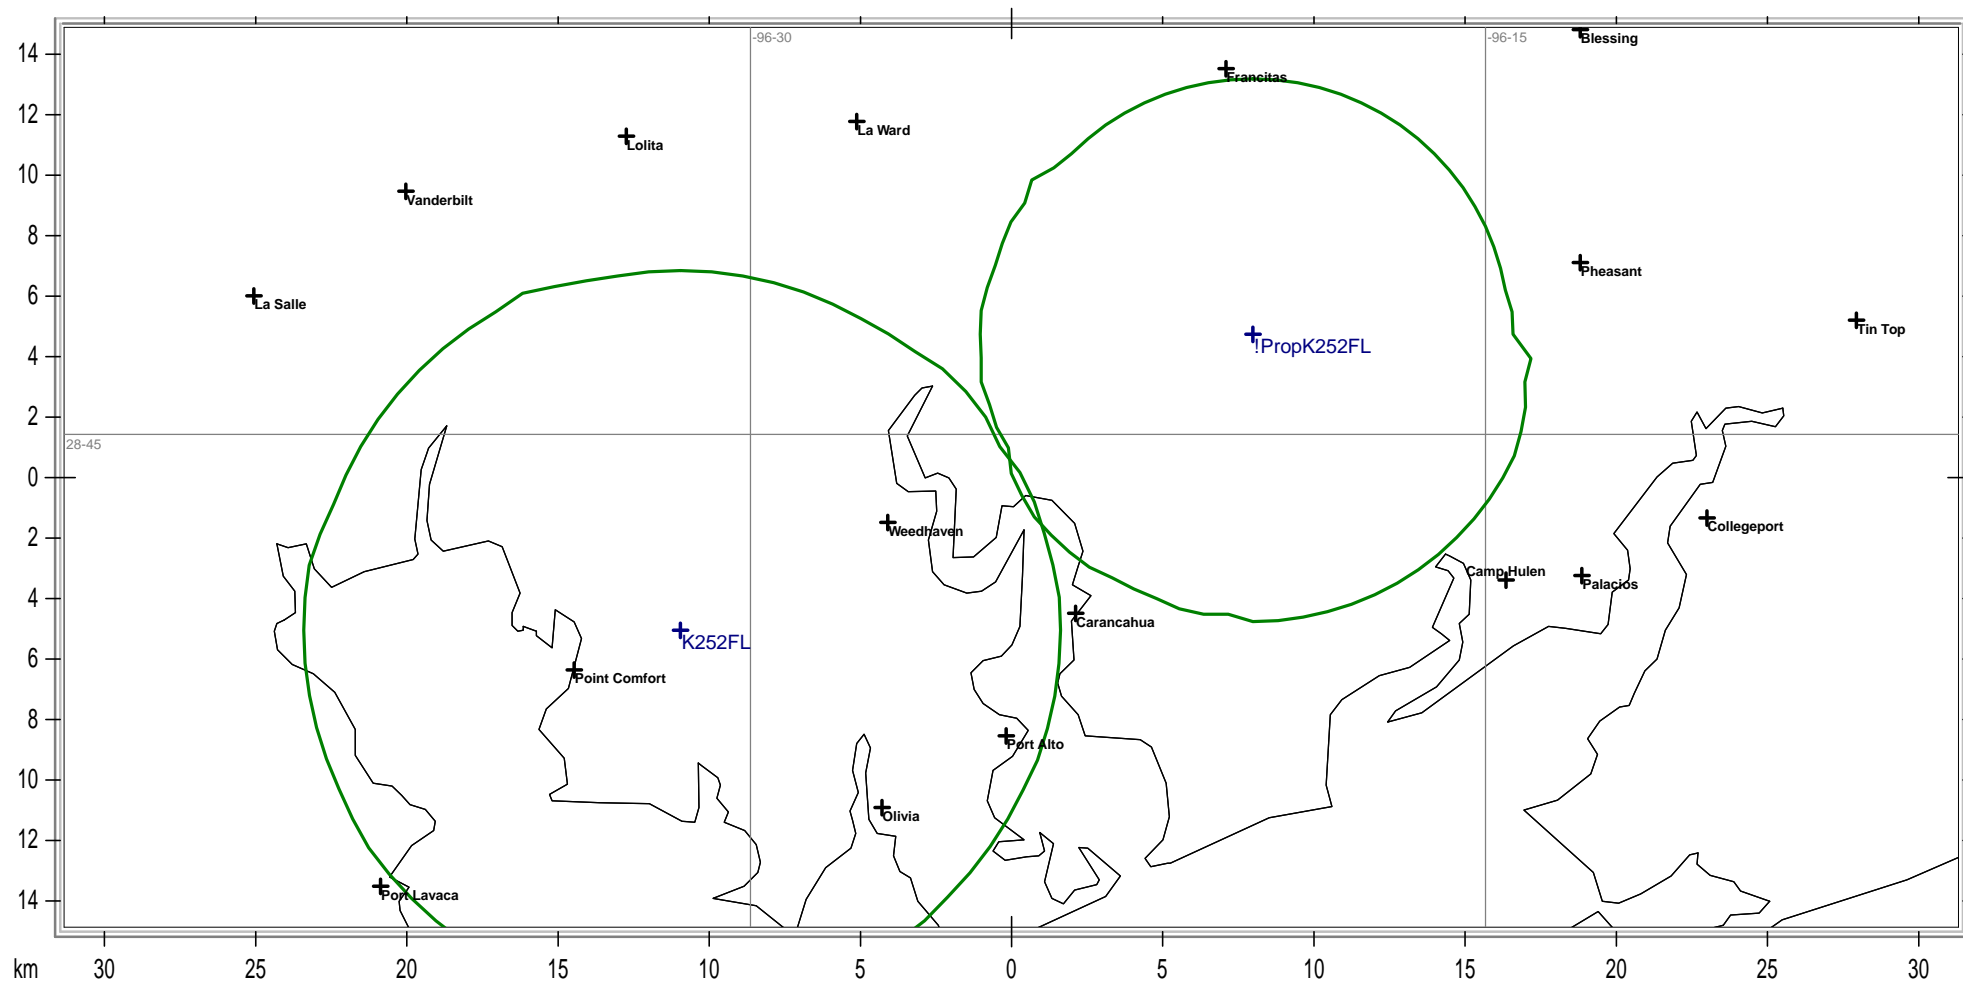 14
-96-30
-96-15
Blessing
Francitas
12
La Ward
Lolita
10
Vanderbilt
8
Pheasant
6
La Salle
Tin Top
!PropK252FL
4
2
28-45
0
Collegeport
Weedhaven
2
Camp Hulen
Palacios
4
Carancahua
K252FL
6
Point Comfort
8
Port Alto
10
Olivia
12
Port Lavaca
14
km 30 25 20 15 10 5 0 5 10 15 20 25 30